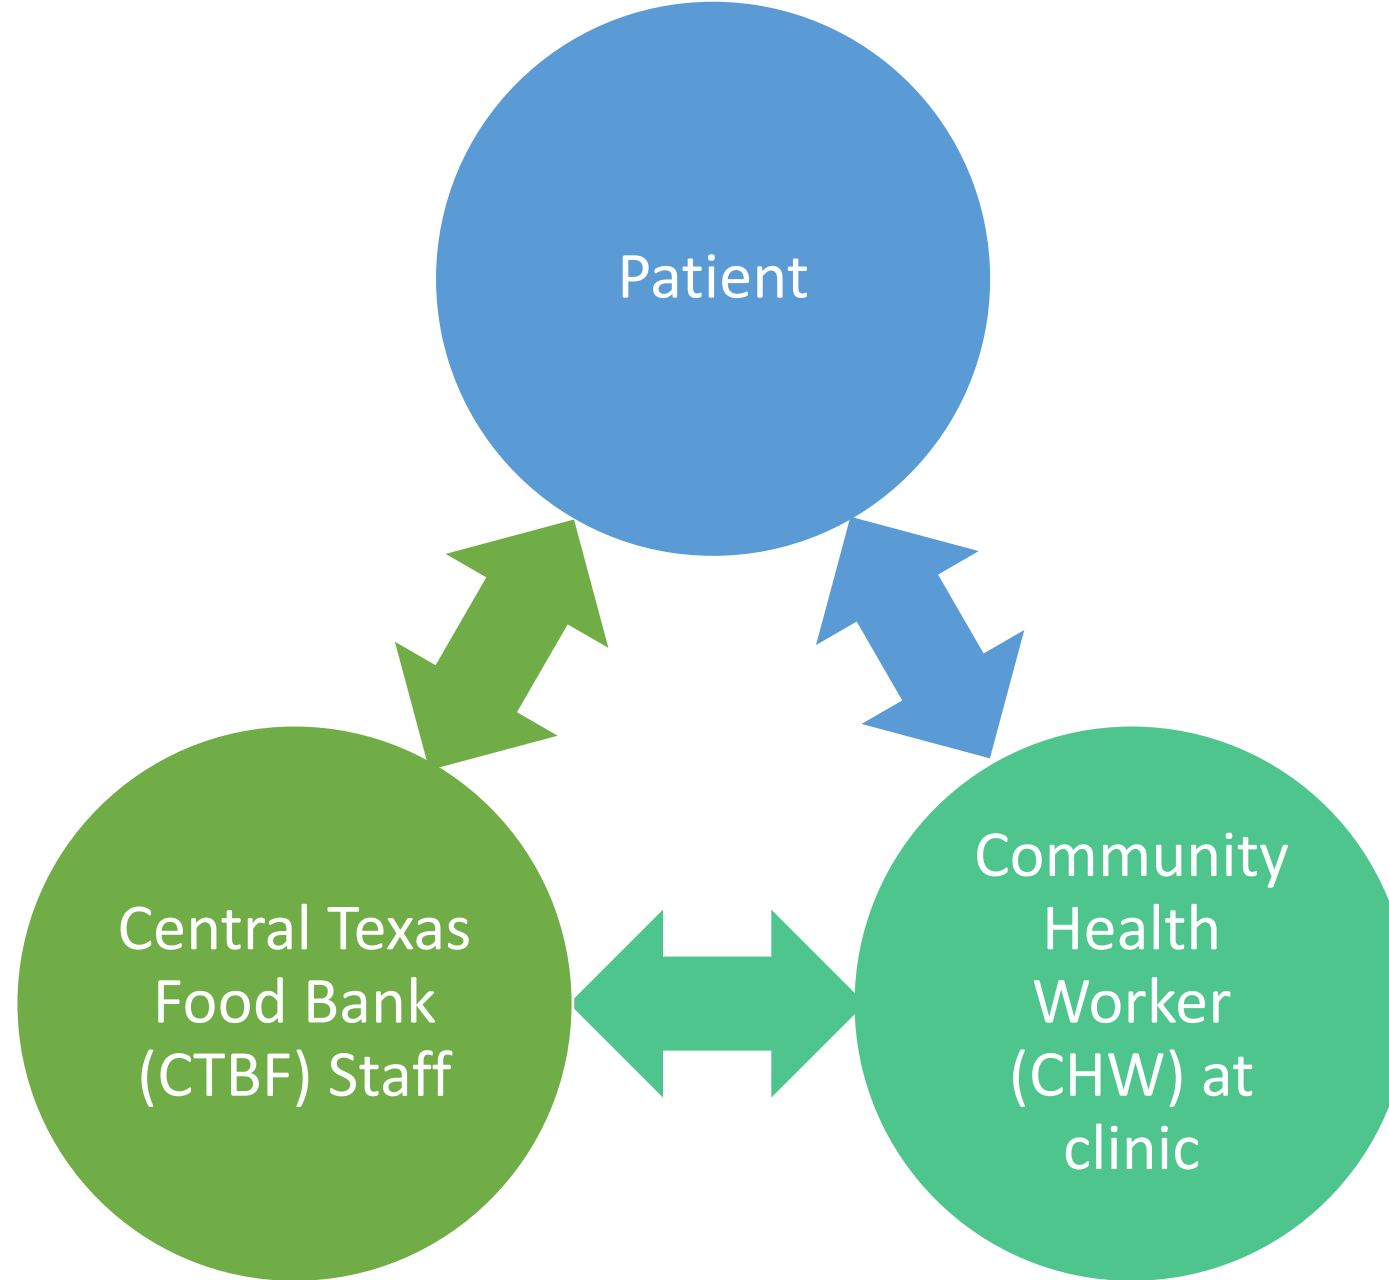 Patient
Central Texas
Food Bank
(CTBF) Staff
Community
Health
Worker
(CHW) at
clinic